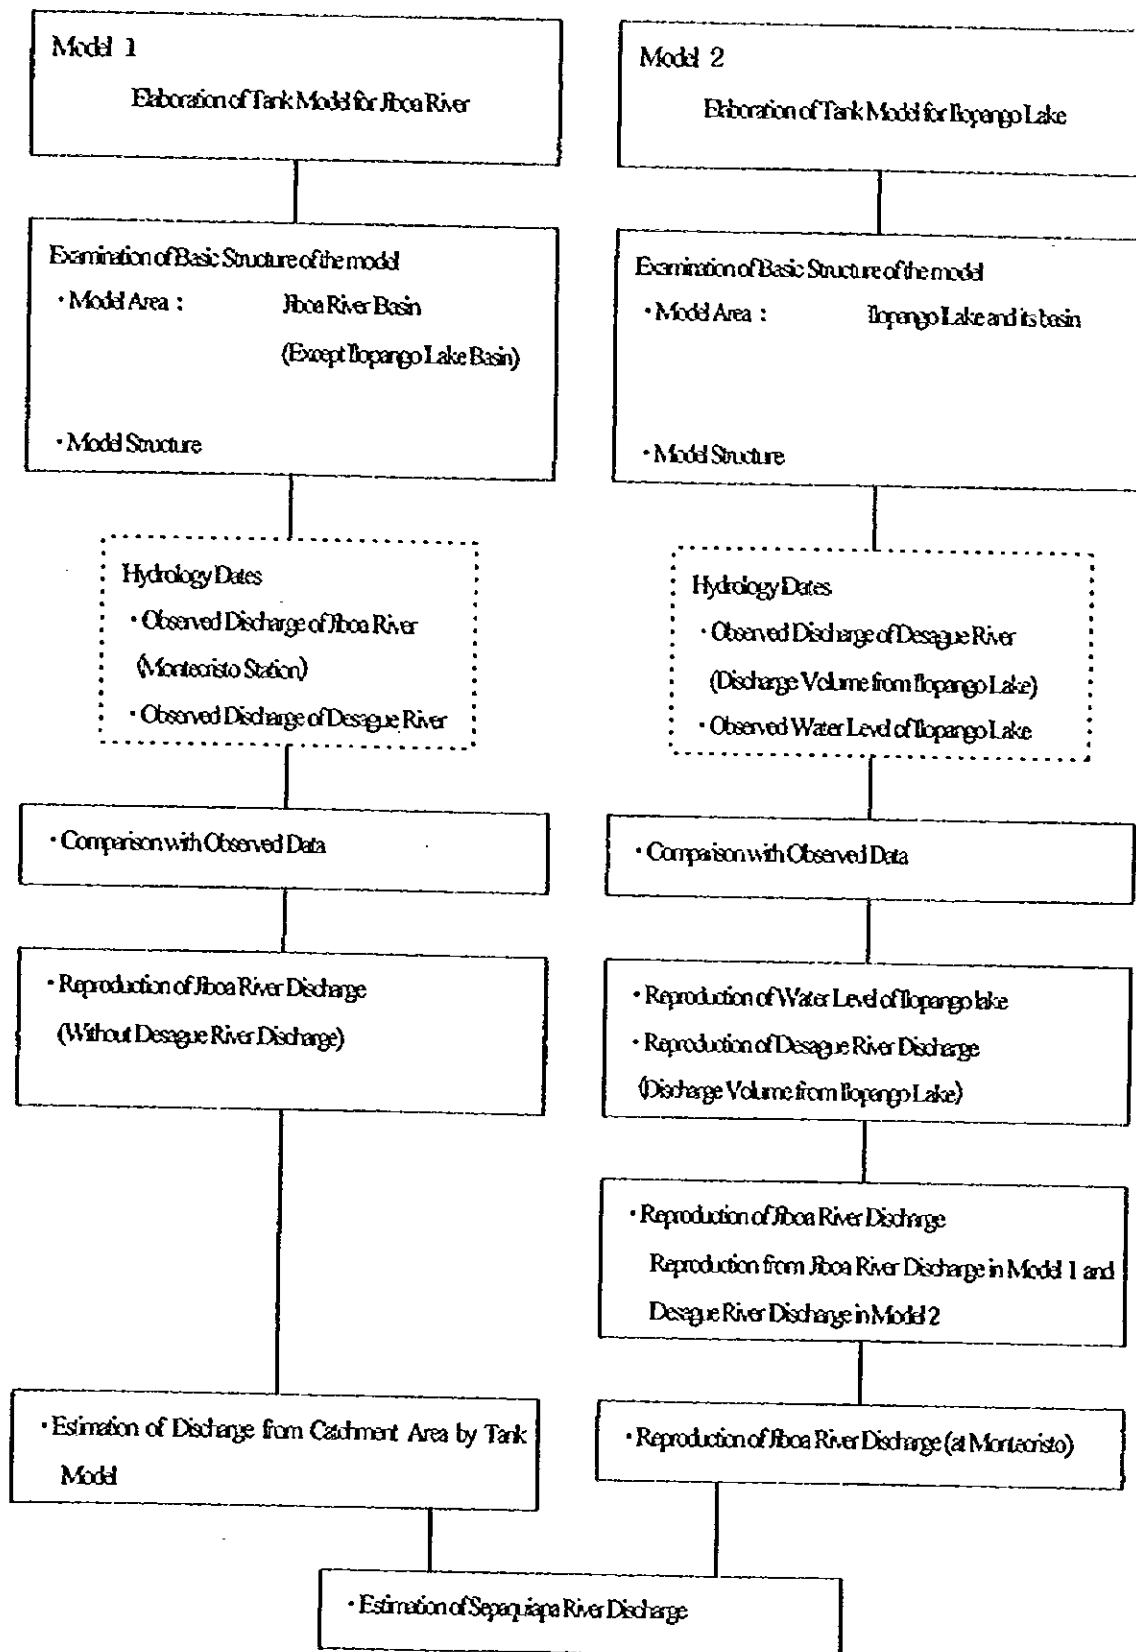 Model 1
Elaboration of Tank Model for Jiboa River
Examination of Basic Structure of the model
・Model Area : Jiboa River Basin
(Except Ilopango Lake Basin)
・Model Structure
Hydrology Dates
・Observed Discharge of Jiboa River
(Montecristo Station)
・Observed Discharge of Desague River
・Comparison with Observed Data
・Reproduction of Jiboa River Discharge
(Without Desague River Discharge)
・Estimation of Discharge from Catchment Area by Tank
Model
Model 2
Elaboration of Tank Model for Ilopango Lake
Examination of Basic Structure of the model
・Model Area : Ilopango Lake and its basin
・Model Structure
Hydrology Dates
・Observed Discharge of Desague River
(Discharge Volume from Ilopango Lake)
・Observed Water Level of Ilopango Lake
・Comparison with Observed Data
・Reproduction of Water Level of Ilopango lake
・Reproduction of Desague River Discharge
(Discharge Volume from Ilopango Lake)
・Reproduction of Jiboa River Discharge
Reproduction from Jiboa River Discharge in Model 1 and
Desague River Discharge in Model 2
・Reproduction of Jiboa River Discharge (at Montecristo)
・Estimation of Sepaquiapa River Discharge